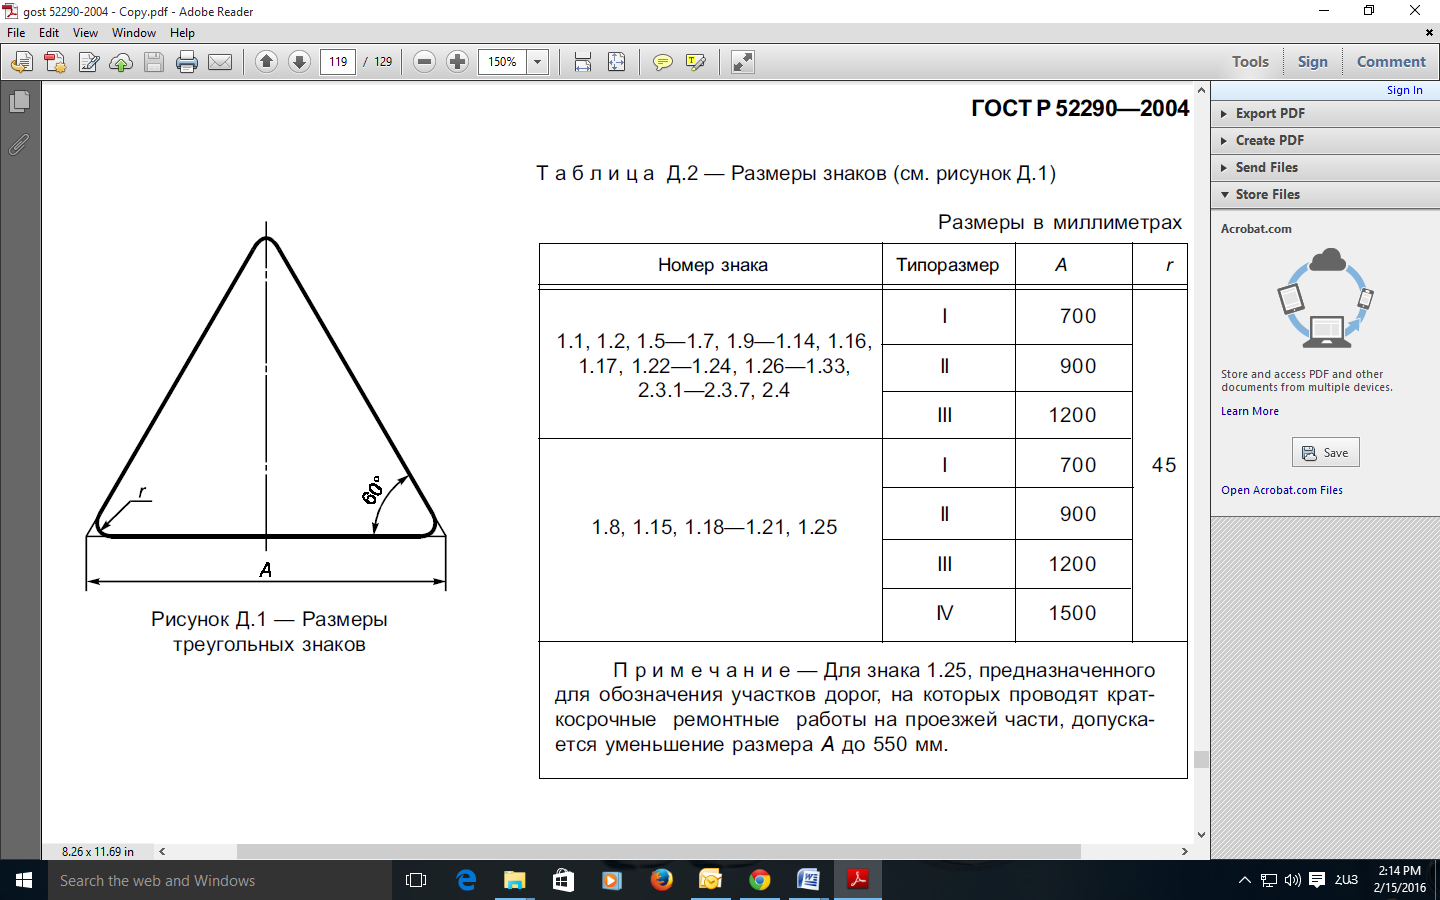 gost 52290-2004 - Copy.pdf - Adobe Reader
File Edit View Window Help
119 / 129 150% Tools Sign Comment
Sign In
Export PDF
Create PDF
Send Files
Store Files
Acrobat.com
Store and access PDF and other
documents from multiple devices.
Learn More
Save
Open Acrobat.com Files
ГОСТ Р 52290—2004
Т а б л и ц а Д.2 — Размеры знаков (см. рисунок Д.1)
Размеры в миллиметрах
Номер знака Типоразмер A r
1.1, 1.2, 1.5—1.7, 1.9—1.14, 1.16,
1.17, 1.22—1.24, 1.26—1.33,
2.3.1—2.3.7, 2.4
I 700
II 900
III 1200
1.8, 1.15, 1.18—1.21, 1.25
I 700
II 900
III 1200
IV 1500
45
П р и м е ч а н и е — Для знака 1.25, предназначенного
для обозначения участков дорог, на которых проводят крат-
косрочные ремонтные работы на проезжей части, допуска-
ется уменьшение размера A до 550 мм.
r
60°
A
Рисунок Д.1 — Размеры
треугольных знаков
8.26 x 11.69 in
Search the web and Windows
ՀԱՅ
2:14 PM
2/15/2016